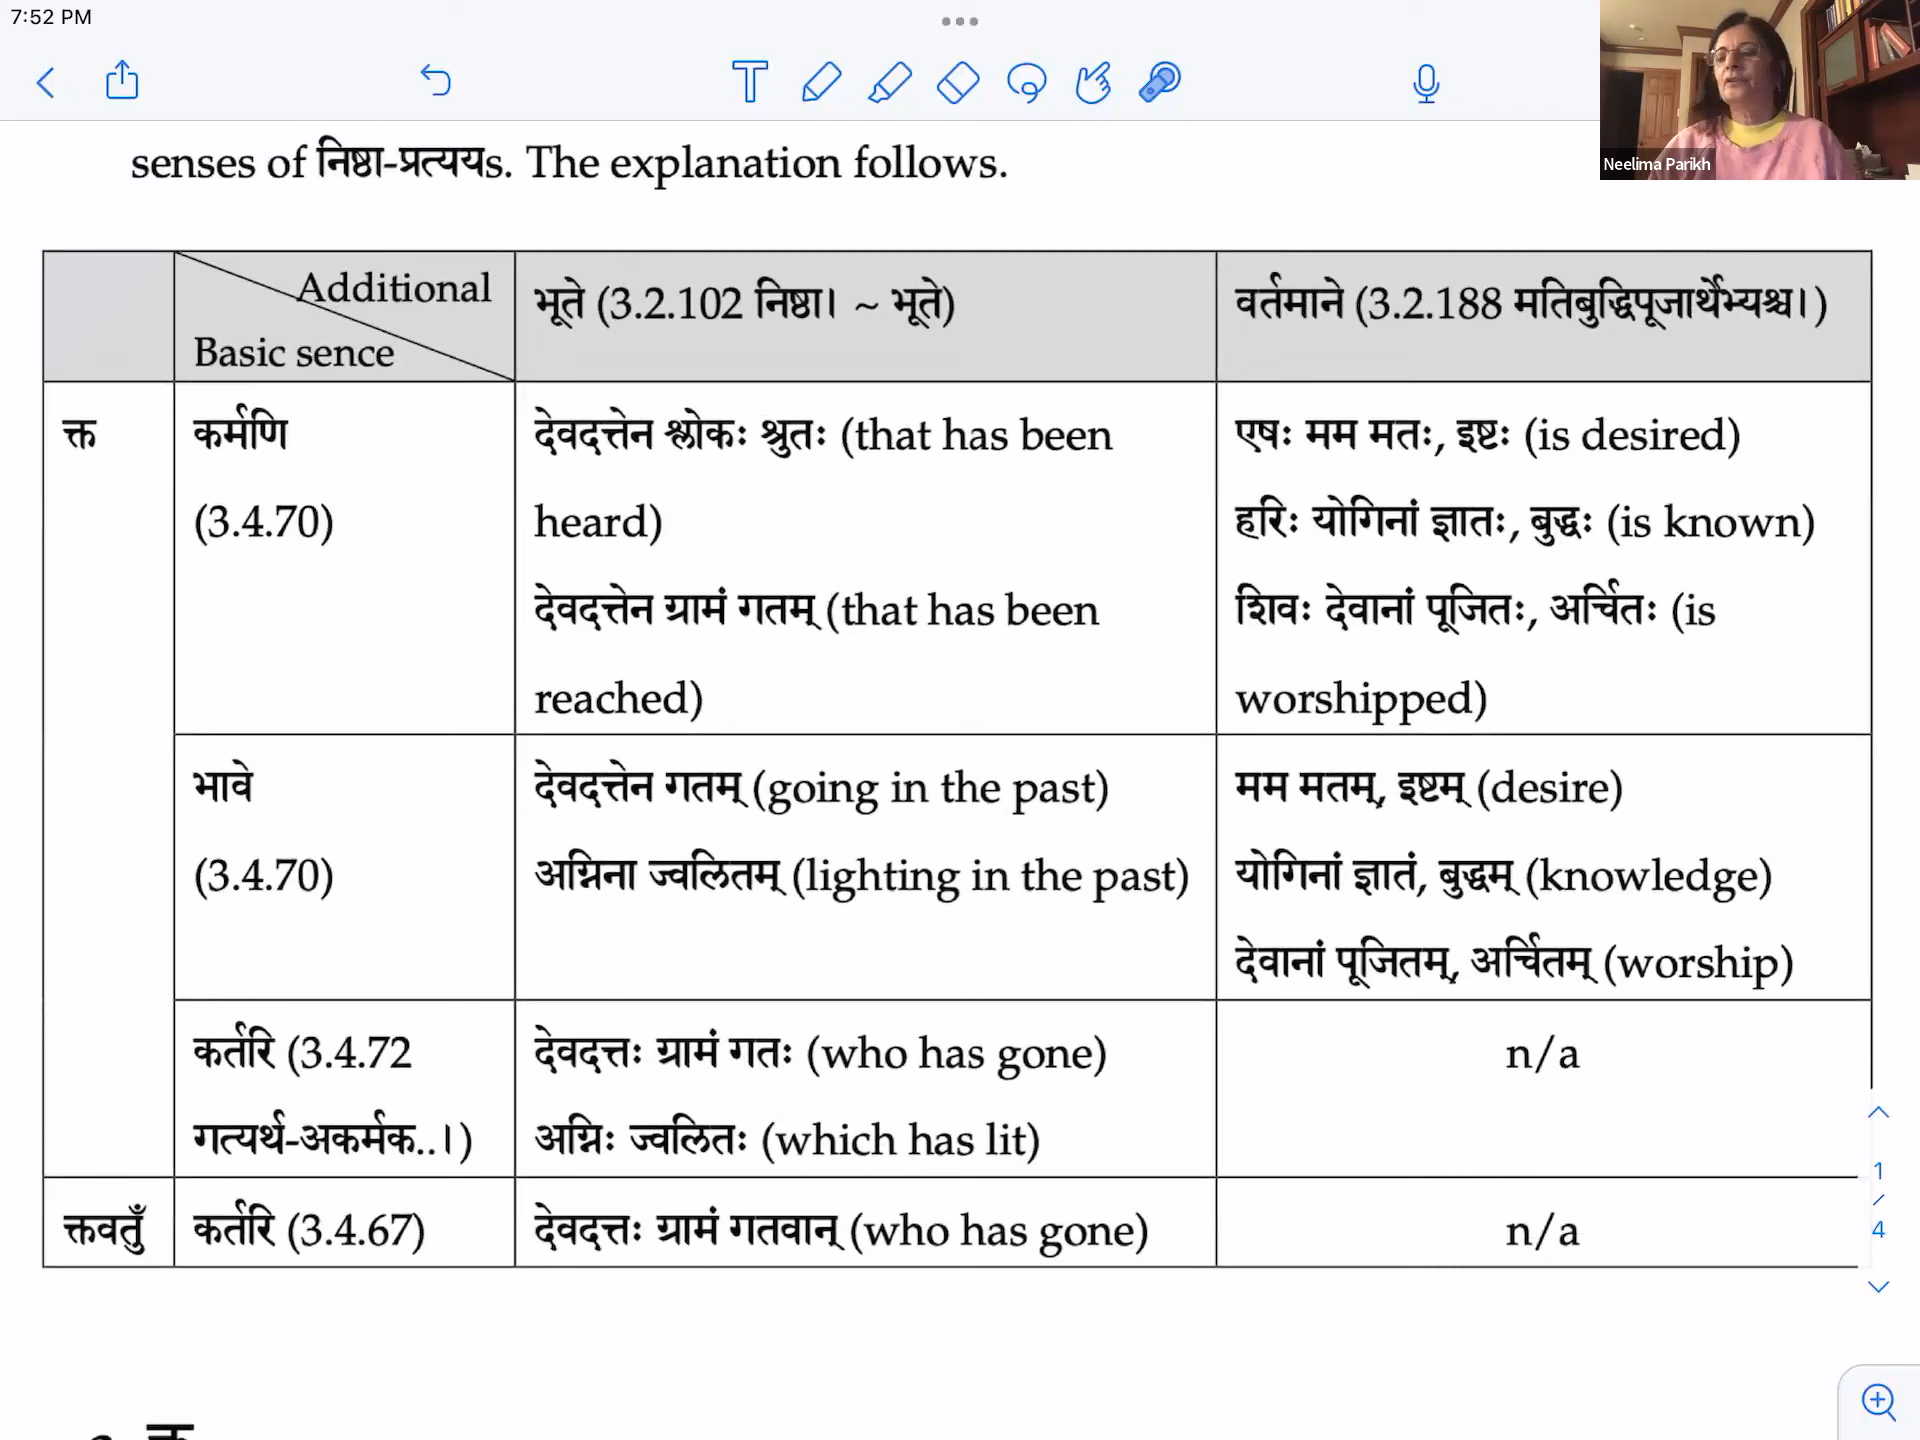 7:52 PM
Neelima Parikh
senses of निष्ठा-प्रत्ययs. The explanation follows.
Additional
Basic sence
भूते (3.2.102 निष्ठा। ~ भूते)
वर्तमाने (3.2.188 मतिबुद्धिपूजार्थेभ्यश्च।)
क्त
कर्मणि
(3.4.70)
देवदत्तेन श्लोकः श्रुतः (that has been
heard)
देवदत्तेन ग्रामं गतम् (that has been
reached)
एषः मम मतः, इष्टः (is desired)
हरिः योगिनां ज्ञातः, बुद्धः (is known)
शिवः देवानां पूजितः, अर्चितः (is
worshipped)
भावे
(3.4.70)
देवदत्तेन गतम् (going in the past)
अग्निना ज्वलितम् (lighting in the past)
मम मतम्, इष्टम् (desire)
योगिनां ज्ञातं, बुद्धम् (knowledge)
देवानां पूजितम्, अर्चितम् (worship)
कर्तरि (3.4.72
गत्यर्थ-अकर्मक..।)
देवदत्तः ग्रामं गतः (who has gone)
अग्निः ज्वलितः (which has lit)
n/a
क्तवतुँ
कर्तरि (3.4.67)
देवदत्तः ग्रामं गतवान् (who has gone)
n/a
1
/
4